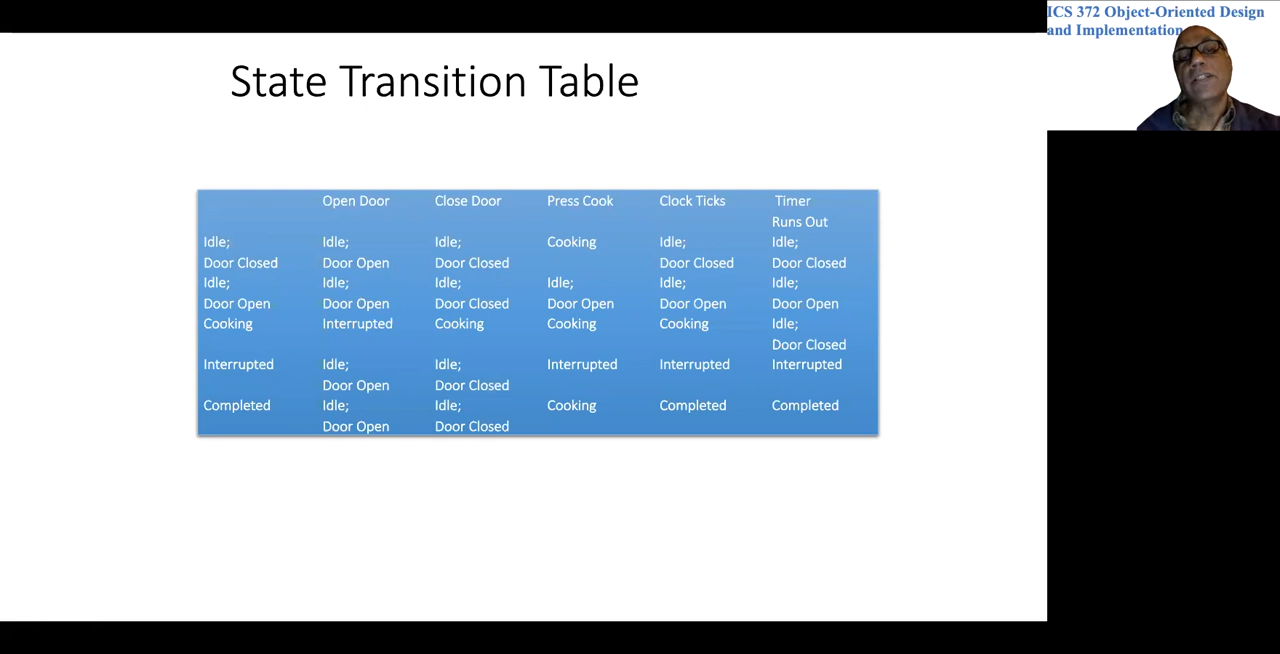 ICS 372 Object-Oriented Design
and Implementation
State Transition Table
Open Door Close Door Press Cook Clock Ticks Timer
Runs Out
Idle; Idle; Idle; Cooking Idle; Idle;
Door Closed Door Open Door Closed Door Closed Door Closed
Idle; Idle; Idle; Idle; Idle; Idle;
Door Open Door Open Door Closed Door Open Door Open Door Open
Cooking Interrupted Cooking Cooking Cooking Idle;
Door Closed
Interrupted Idle; Idle; Interrupted Interrupted Interrupted
Door Open Door Closed
Completed Idle; Idle; Cooking Completed Completed
Door Open Door Closed